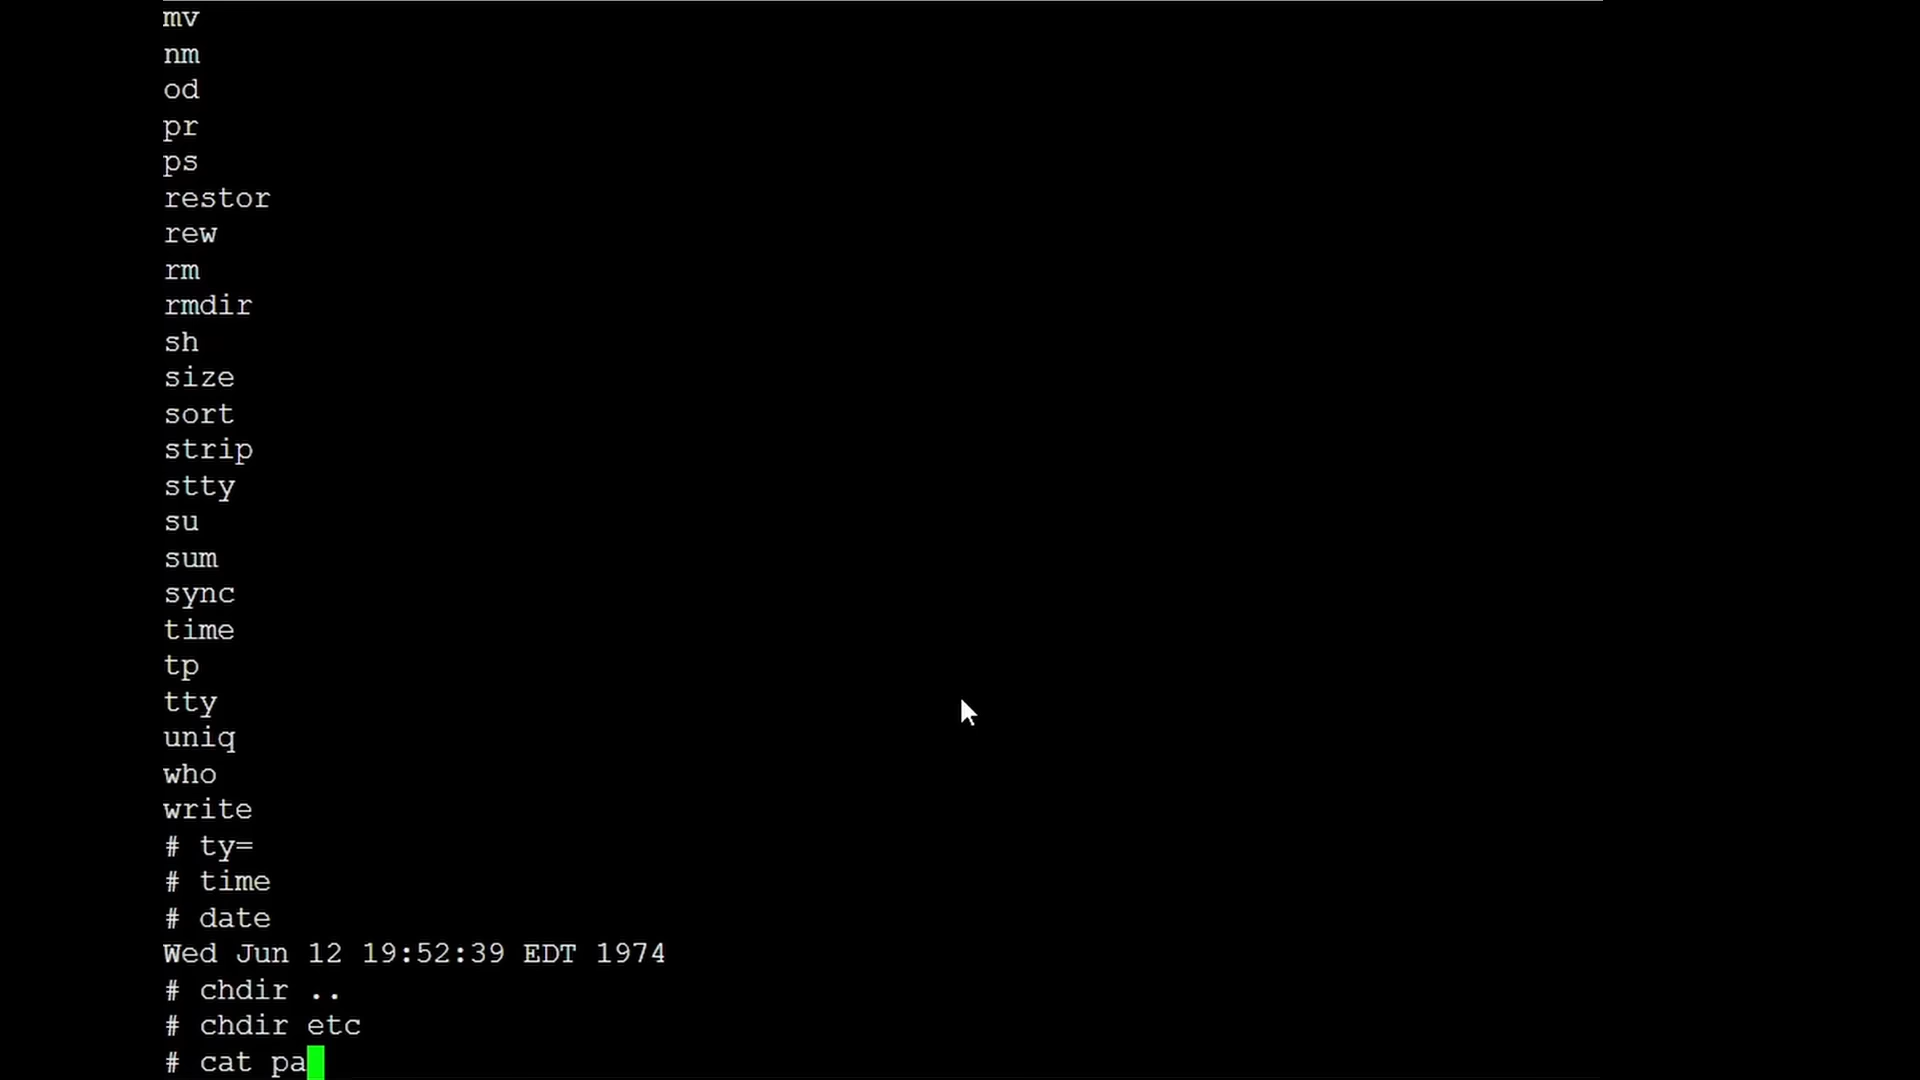 mv
nm
od
pr
ps
restor
rew
rm
rmdir
sh
size
sort
strip
stty
su
sum
sync
time
tp
tty
uniq
who
write
# ty=
# time
# date
Wed Jun 12 19:52:39 EDT 1974
# chdir ..
# chdir etc
# cat pa